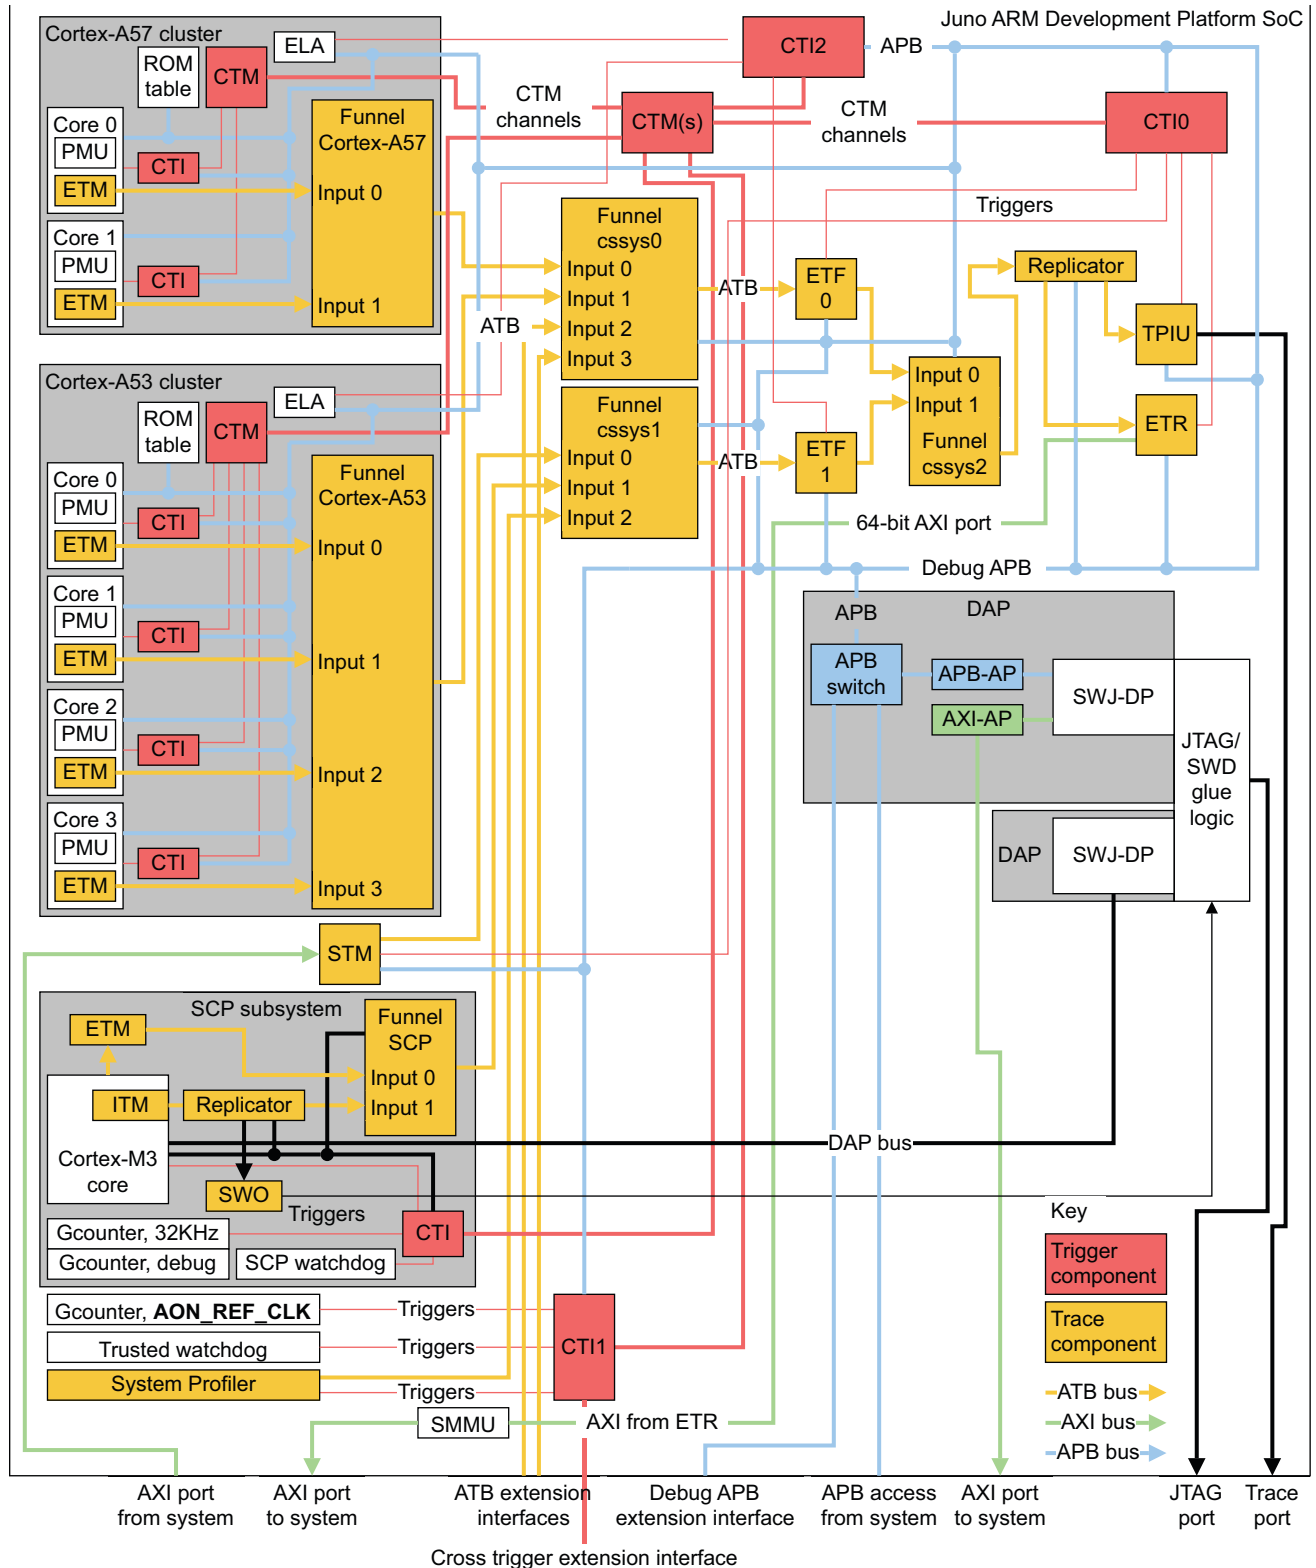 Juno ARM Development Platform SoC
Cortex-A57 cluster
ELA
ROM
table
CTM
Funnel
Cortex-A57
Core 0
PMU
CTI
ETM
Input 0
Core 1
PMU
CTI
ETM
Input 1
CTI2
APB
CTM
channels
CTM(s)
CTM
channels
CTI0
Triggers
Funnel
cssys0
Input 0
Input 1
Input 2
Input 3
ATB
ATB
ETF
0
Replicator
TPIU
Cortex-A53 cluster
ELA
ROM
table
CTM
Funnel
Cortex-A53
Core 0
PMU
CTI
ETM
Input 0
Core 1
PMU
CTI
ETM
Input 1
Core 2
PMU
CTI
ETM
Input 2
Core 3
PMU
CTI
ETM
Input 3
Funnel
cssys1
Input 0
Input 1
Input 2
ATB
ETF
1
Input 0
Input 1
Funnel
cssys2
ETR
64-bit AXI port
Debug APB
DAP
APB
APB
switch
APB-AP
AXI-AP
SWJ-DP
JTAG/
SWD
glue
logic
DAP
SWJ-DP
STM
SCP subsystem
ETM
Funnel
SCP
Input 0
Input 1
ITM
Replicator
Cortex-M3
core
SWO
Triggers
DAP bus
CTI
Gcounter, 32KHz
Gcounter, debug
SCP watchdog
Gcounter, AON_REF_CLK
Triggers
Trusted watchdog
Triggers
CTI1
System Profiler
Triggers
SMMU
AXI from ETR
Key
Trigger
component
Trace
component
ATB bus
AXI bus
APB bus
AXI port
from system
AXI port
to system
ATB extension
interfaces
Debug APB
extension interface
APB access
from system
AXI port
to system
JTAG
port
Trace
port
Cross trigger extension interface